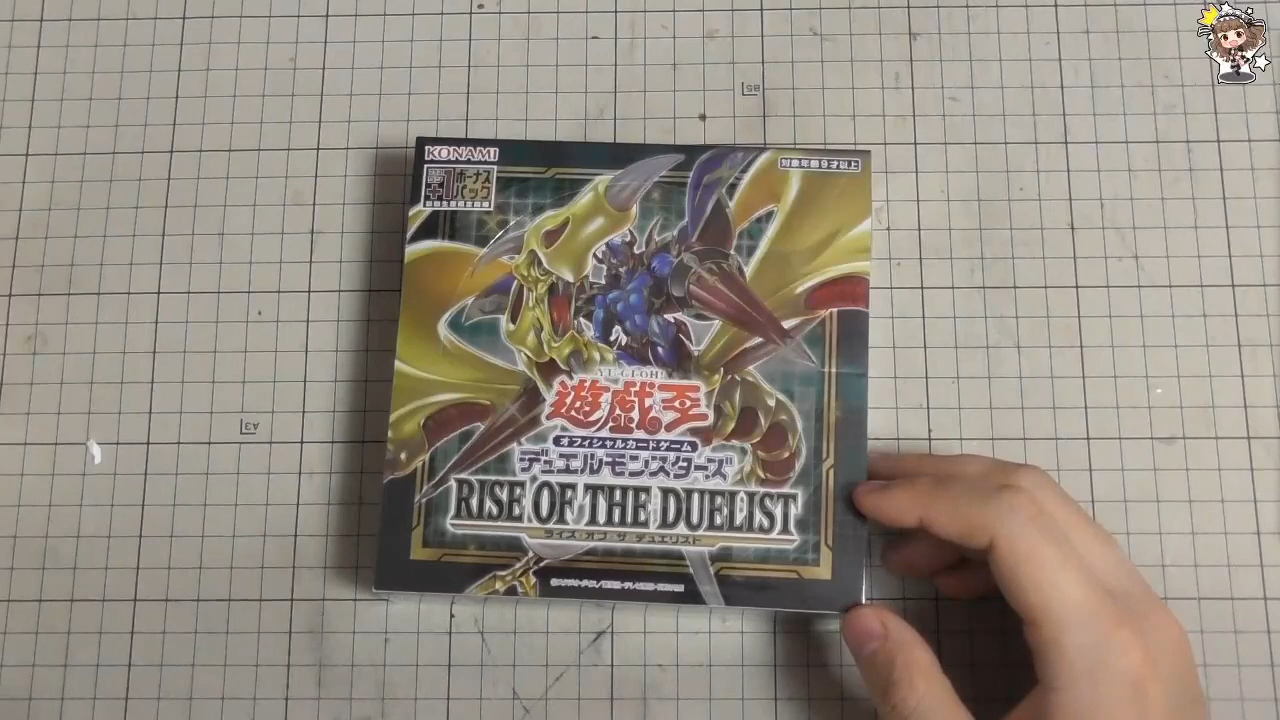 B5
KONAMI
+1ボーナス
パック
対象年齢9才以上
YU-GI-OH!
遊戯王
オフィシャルカードゲーム
デュエルモンスターズ
RISE OF THE DUELIST
ライズ・オブ・ザ・デュエリスト
A3